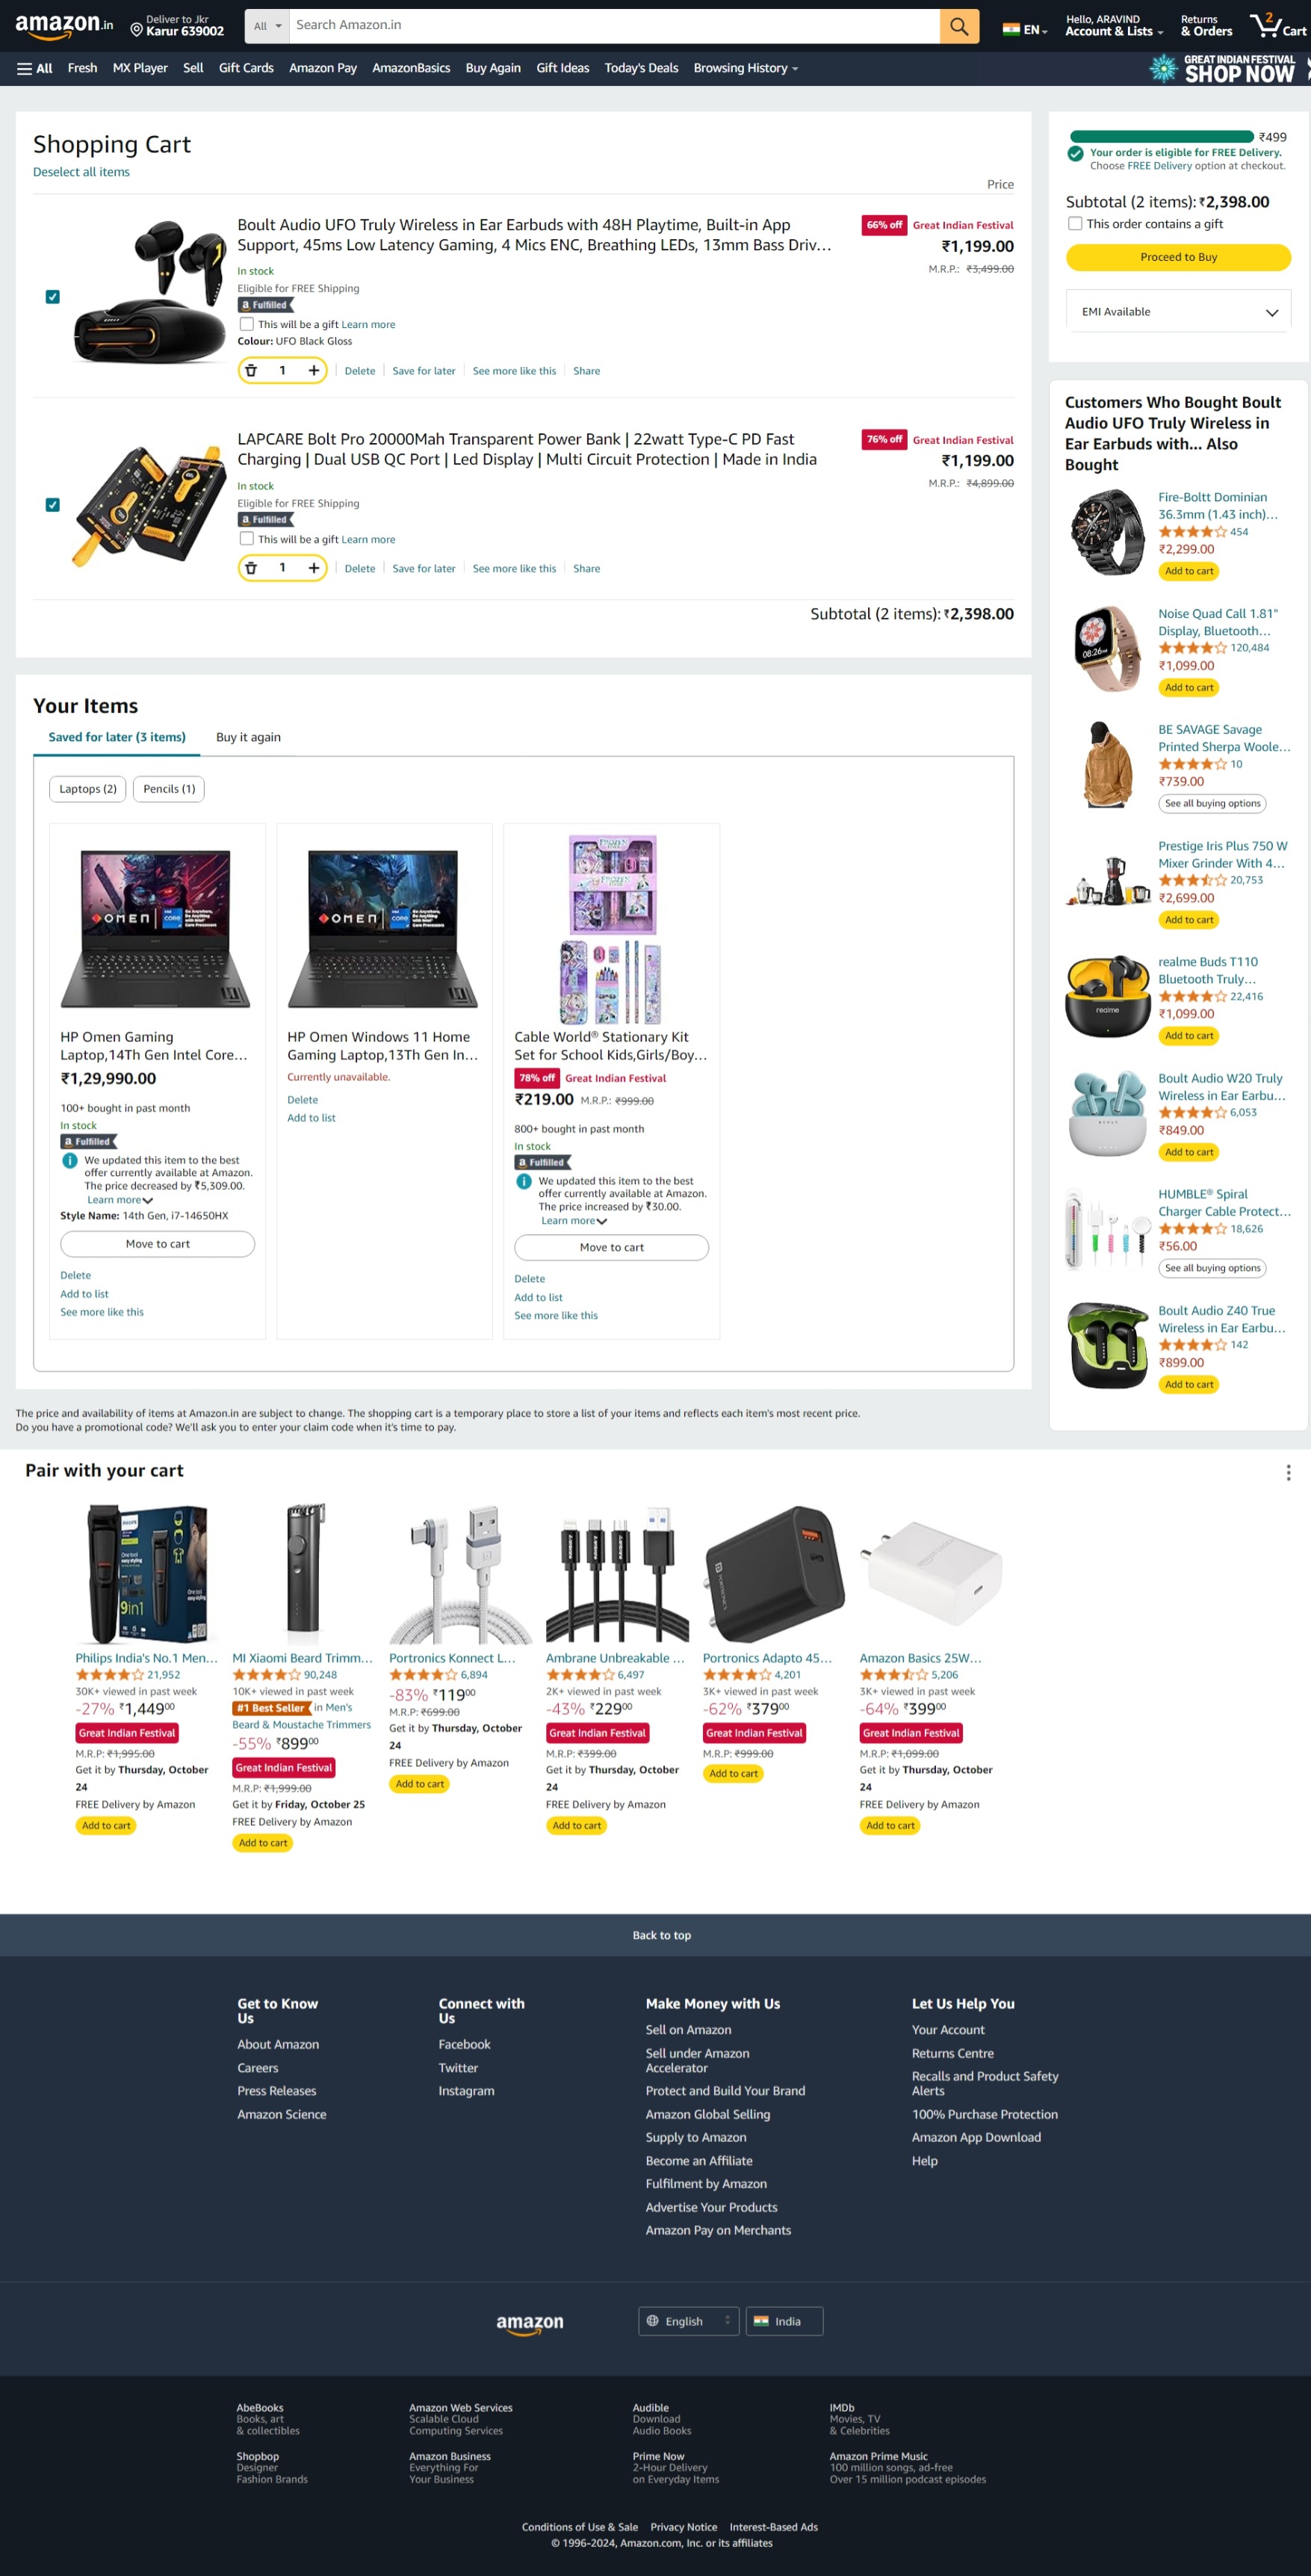 amazon.in
Deliver to Jkr
Karur 639002
All
Search Amazon.in
EN
Hello, ARAVIND
Account & Lists
Returns
& Orders
2
Cart
All
Fresh
MX Player
Sell
Gift Cards
Amazon Pay
AmazonBasics
Buy Again
Gift Ideas
Today's Deals
Browsing History
GREAT INDIAN FESTIVAL
SHOP NOW
Shopping Cart
Deselect all items
Price
Boult Audio UFO Truly Wireless in Ear Earbuds with 48H Playtime, Built-in App
Support, 45ms Low Latency Gaming, 4 Mics ENC, Breathing LEDs, 13mm Bass Driv...
66% off Great Indian Festival
₹1,199.00
M.R.P.: ₹3,499.00
In stock
Eligible for FREE Shipping
a Fulfilled
This will be a gift Learn more
Colour: UFO Black Gloss
1
Delete
Save for later
See more like this
Share
LAPCARE Bolt Pro 20000Mah Transparent Power Bank | 22watt Type-C PD Fast
Charging | Dual USB QC Port | Led Display | Multi Circuit Protection | Made in India
76% off Great Indian Festival
₹1,199.00
M.R.P.: ₹4,899.00
In stock
Eligible for FREE Shipping
a Fulfilled
This will be a gift Learn more
1
Delete
Save for later
See more like this
Share
Subtotal (2 items): ₹2,398.00
₹499
Your order is eligible for FREE Delivery.
Choose FREE Delivery option at checkout.
Subtotal (2 items): ₹2,398.00
This order contains a gift
Proceed to Buy
EMI Available
Customers Who Bought Boult
Audio UFO Truly Wireless in
Ear Earbuds with... Also
Bought
Fire-Boltt Dominian
36.3mm (1.43 inch)...
454
₹2,299.00
Add to cart
08:26
Noise Quad Call 1.81"
Display, Bluetooth...
120,484
₹1,099.00
Add to cart
BE SAVAGE Savage
Printed Sherpa Woole...
10
₹739.00
See all buying options
Prestige Iris Plus 750 W
Mixer Grinder With 4...
20,753
₹2,699.00
Add to cart
realme
realme Buds T110
Bluetooth Truly...
22,416
₹1,099.00
Add to cart
Boult Audio W20 Truly
Wireless in Ear Earbu...
6,053
₹849.00
Add to cart
HUMBLE® Spiral
Charger Cable Protect...
18,626
₹56.00
See all buying options
Boult Audio Z40 True
Wireless in Ear Earbu...
142
₹899.00
Add to cart
Your Items
Saved for later (3 items)
Buy it again
Laptops (2)
Pencils (1)
OMEN
intel
CORE
HP Omen Gaming
Laptop,14Th Gen Intel Core...
₹1,29,990.00
100+ bought in past month
In stock
a Fulfilled
We updated this item to the best
offer currently available at Amazon.
The price decreased by ₹5,309.00.
Learn more
Style Name: 14th Gen, i7-14650HX
Move to cart
Delete
Add to list
See more like this
OMEN
intel
CORE
HP Omen Windows 11 Home
Gaming Laptop,13Th Gen In...
Currently unavailable.
Delete
Add to list
FROZEN
FROZEN
Cable World® Stationary Kit
Set for School Kids,Girls/Boy...
78% off Great Indian Festival
₹219.00 M.R.P.: ₹999.00
800+ bought in past month
In stock
a Fulfilled
We updated this item to the best
offer currently available at Amazon.
The price increased by ₹30.00.
Learn more
Move to cart
Delete
Add to list
See more like this
The price and availability of items at Amazon.in are subject to change. The shopping cart is a temporary place to store a list of your items and reflects each item's most recent price.
Do you have a promotional code? We'll ask you to enter your claim code when it's time to pay.
Pair with your cart
PHILIPS
9in1
Philips India's No.1 Men...
21,952
30K+ viewed in past week
-27% ₹1,449.00
Great Indian Festival
M.R.P: ₹1,995.00
Get it by Thursday, October
24
FREE Delivery by Amazon
Add to cart
MI Xiaomi Beard Trimm...
90,248
10K+ viewed in past week
#1 Best Seller in Men's
Beard & Moustache Trimmers
-55% ₹899.00
Great Indian Festival
M.R.P: ₹1,999.00
Get it by Friday, October 25
FREE Delivery by Amazon
Add to cart
Portronics Konnect L...
6,894
-83% ₹119.00
M.R.P: ₹699.00
Get it by Thursday, October
24
FREE Delivery by Amazon
Add to cart
Ambrane Unbreakable ...
6,497
2K+ viewed in past week
-43% ₹229.00
Great Indian Festival
M.R.P: ₹399.00
Get it by Thursday, October
24
FREE Delivery by Amazon
Add to cart
Portronics Adapto 45...
4,201
3K+ viewed in past week
-62% ₹379.00
Great Indian Festival
M.R.P: ₹999.00
Add to cart
Amazon Basics 25W...
5,206
3K+ viewed in past week
-64% ₹399.00
Great Indian Festival
M.R.P: ₹1,099.00
Get it by Thursday, October
24
FREE Delivery by Amazon
Add to cart
Back to top
Get to Know
Us
About Amazon
Careers
Press Releases
Amazon Science
Connect with
Us
Facebook
Twitter
Instagram
Make Money with Us
Sell on Amazon
Sell under Amazon
Accelerator
Protect and Build Your Brand
Amazon Global Selling
Supply to Amazon
Become an Affiliate
Fulfilment by Amazon
Advertise Your Products
Amazon Pay on Merchants
Let Us Help You
Your Account
Returns Centre
Recalls and Product Safety
Alerts
100% Purchase Protection
Amazon App Download
Help
amazon
English
India
AbeBooks
Books, art
& collectibles
Amazon Web Services
Scalable Cloud
Computing Services
Audible
Download
Audio Books
IMDb
Movies, TV
& Celebrities
Shopbop
Designer
Fashion Brands
Amazon Business
Everything For
Your Business
Prime Now
2-Hour Delivery
on Everyday Items
Amazon Prime Music
100 million songs, ad-free
Over 15 million podcast episodes
Conditions of Use & Sale
Privacy Notice
Interest-Based Ads
© 1996-2024, Amazon.com, Inc. or its affiliates